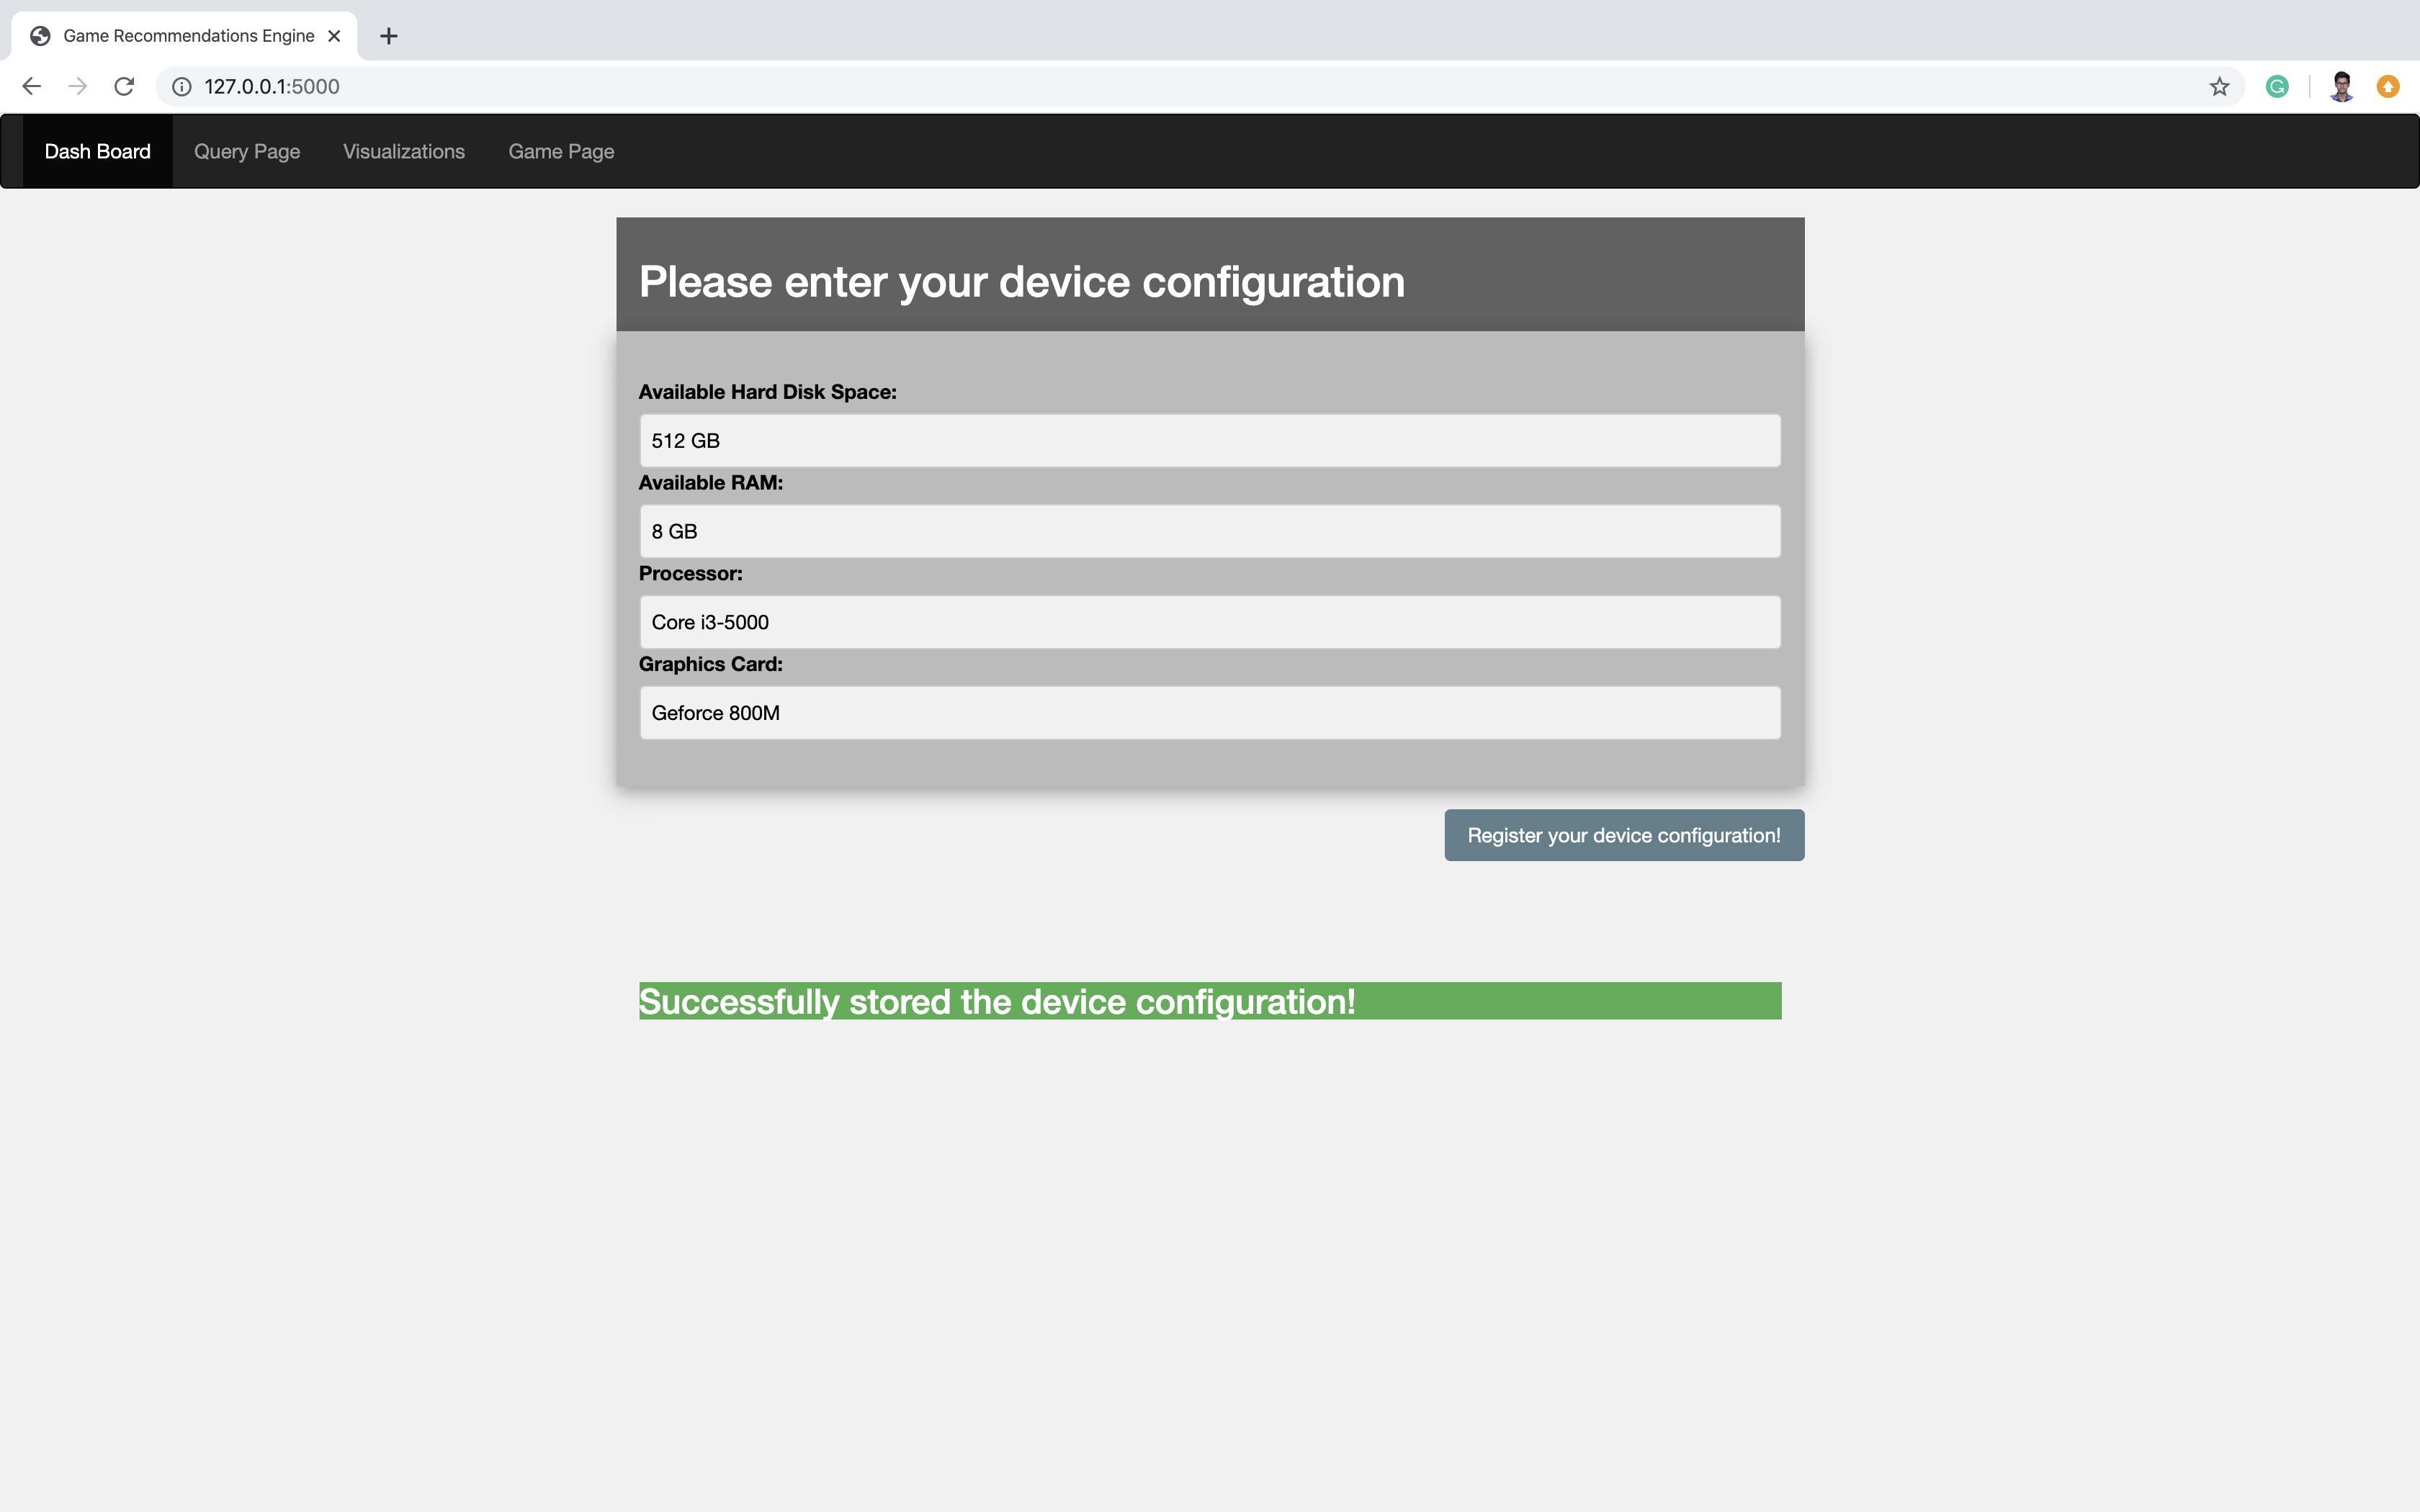 Game Recommendations Engine
127.0.0.1:5000
Dash Board Query Page Visualizations Game Page
Please enter your device configuration
Available Hard Disk Space:
512 GB
Available RAM:
8 GB
Processor:
Core i3-5000
Graphics Card:
Geforce 800M
Register your device configuration!
Successfully stored the device configuration!